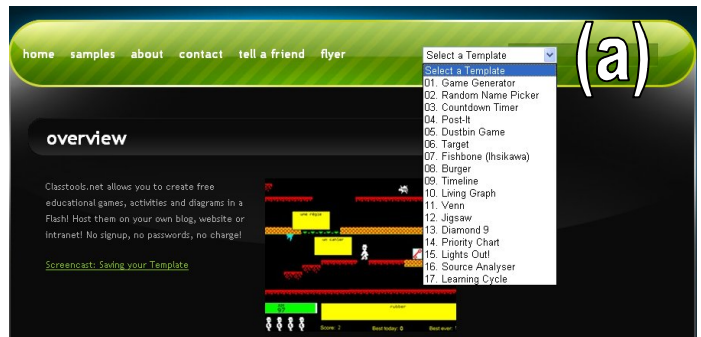 home samples about contact tell a friend flyer
Select a Template
(a)
Select a Template
01. Game Generator
02. Random Name Picker
03. Countdown Timer
04. Post-It
05. Dustbin Game
06. Target
07. Fishbone (Ihsikawa)
08. Burger
09. Timeline
10. Living Graph
11. Venn
12. Jigsaw
13. Diamond 9
14. Priority Chart
15. Lights Out!
16. Source Analyser
17. Learning Cycle
overview
Classtools.net allows you to create free
educational games, activities and diagrams in a
Flash! Host them on your own blog, website or
intranet! No signup, no passwords, no charge!
Screencast: Saving your Template
rubber
Score: 2 Best today: 0 Best ever: